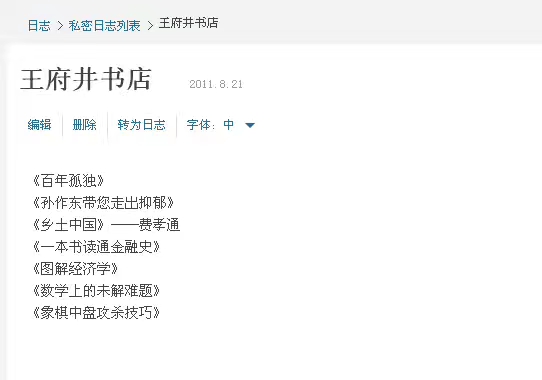 日志 > 私密日志列表 > 王府井书店
王府井书店 2011.8.21
编辑 删除 转为日志 字体：中
《百年孤独》
《孙作东带您走出抑郁》
《乡土中国》——费孝通
《一本书读通金融史》
《图解经济学》
《数学上的未解难题》
《象棋中盘攻杀技巧》